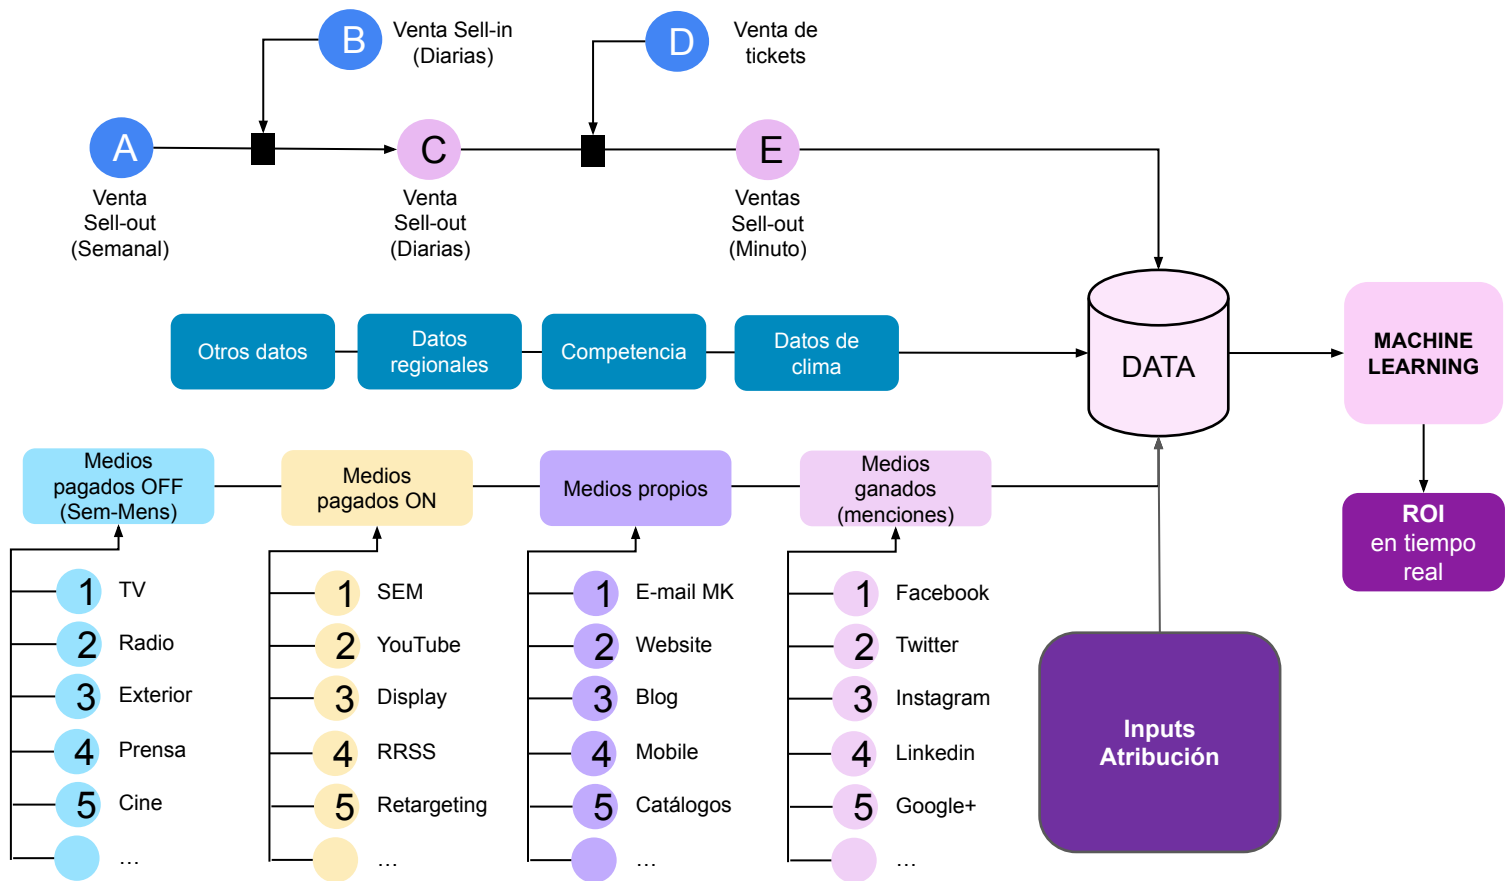 B
Venta Sell-in
(Diarias)
D
Venta de
tickets
A
Venta
Sell-out
(Semanal)
C
Venta
Sell-out
(Diarias)
E
Ventas
Sell-out
(Minuto)
Otros datos
Datos
regionales
Competencia
Datos de
clima
DATA
MACHINE
LEARNING
ROI
en tiempo
real
Medios
pagados OFF
(Sem-Mens)
1 TV
2 Radio
3 Exterior
4 Prensa
5 Cine
...
Medios
pagados ON
1 SEM
2 YouTube
3 Display
4 RRSS
5 Retargeting
...
Medios propios
1 E-mail MK
2 Website
3 Blog
4 Mobile
5 Catálogos
...
Medios
ganados
(menciones)
1 Facebook
2 Twitter
3 Instagram
4 Linkedin
5 Google+
...
Inputs
Atribución